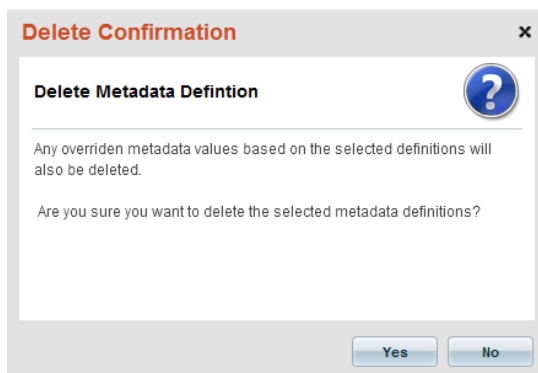 Delete Confirmation
Delete Metadata Defintion
Any overriden metadata values based on the selected definitions will
also be deleted.
Are you sure you want to delete the selected metadata definitions?
Yes No